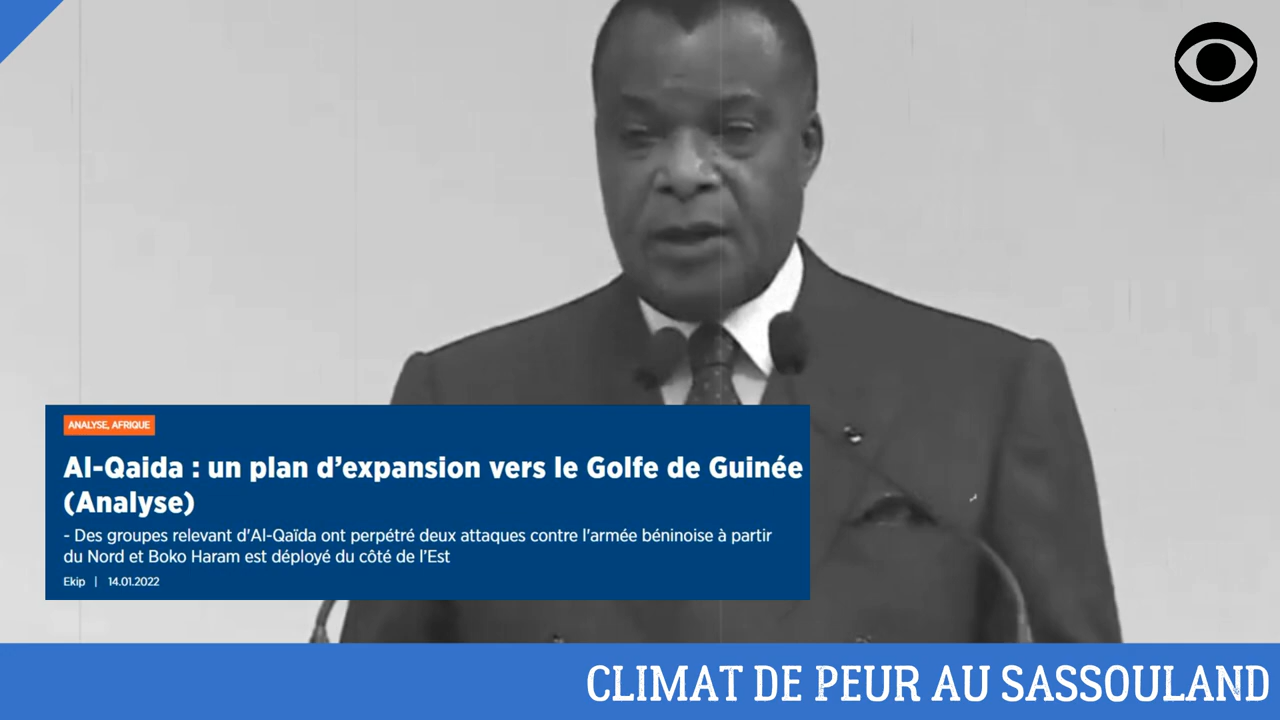 ANALYSE, AFRIQUE
Al-Qaida : un plan d’expansion vers le Golfe de Guinée
(Analyse)
- Des groupes relevant d'Al-Qaïda ont perpétré deux attaques contre l'armée béninoise à partir
du Nord et Boko Haram est déployé du côté de l'Est
Ekip | 14.01.2022
CLIMAT DE PEUR AU SASSOULAND